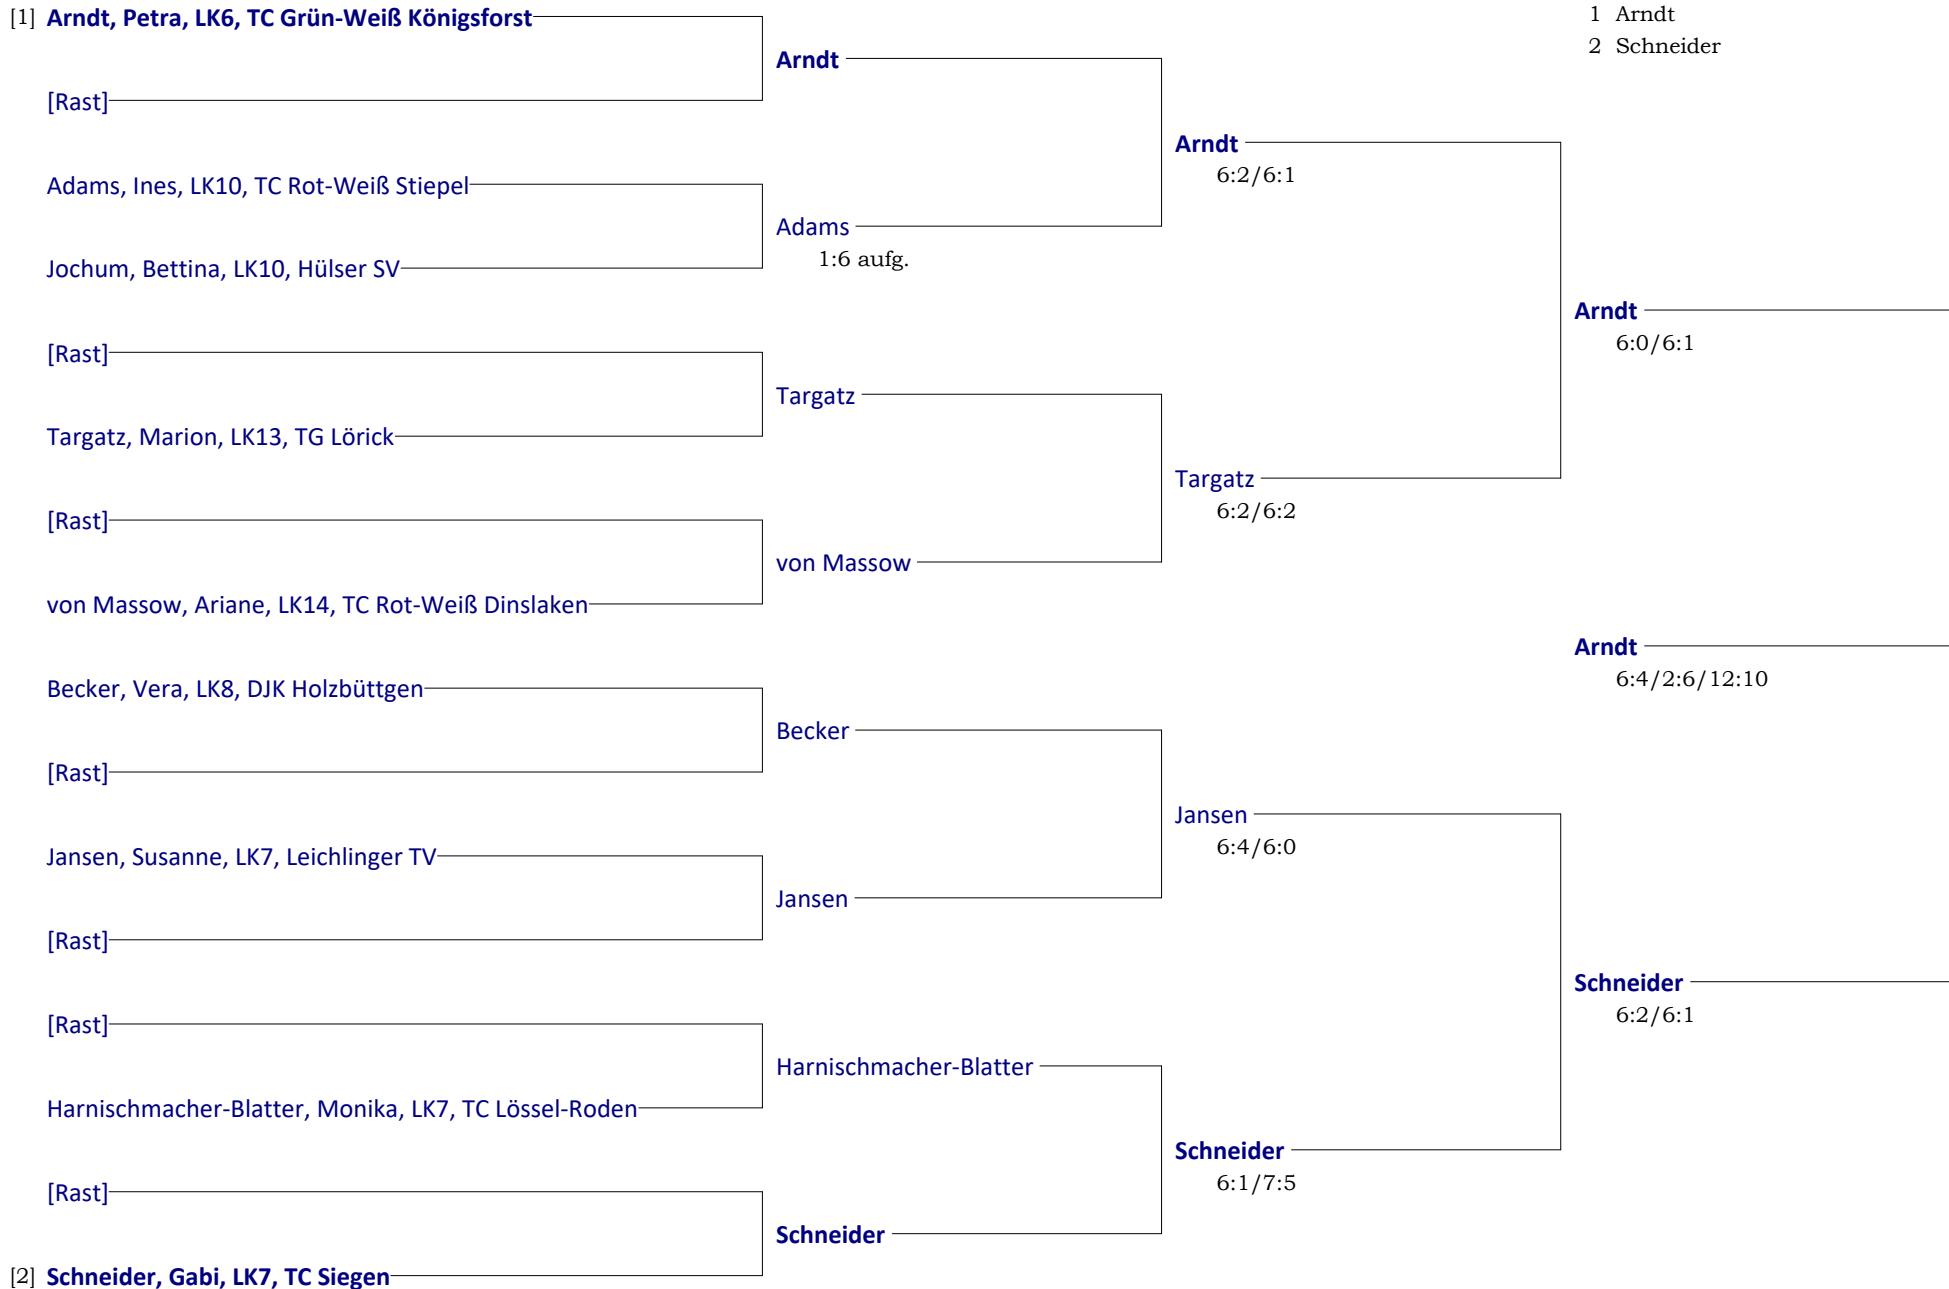 [1] Arndt, Petra, LK6, TC Grün-Weiß Königsforst
[Rast]
Adams, Ines, LK10, TC Rot-Weiß Stiepel
Jochum, Bettina, LK10, Hülser SV
[Rast]
Targatz, Marion, LK13, TG Lörick
[Rast]
von Massow, Ariane, LK14, TC Rot-Weiß Dinslaken
Becker, Vera, LK8, DJK Holzbüttgen
[Rast]
Jansen, Susanne, LK7, Leichlinger TV
[Rast]
[Rast]
Harnischmacher-Blatter, Monika, LK7, TC Lössel-Roden
[Rast]
[2] Schneider, Gabi, LK7, TC Siegen
Arndt
Adams
1:6 aufg.
Targatz
von Massow
Becker
Jansen
Harnischmacher-Blatter
Schneider
Arndt
6:2/6:1
Targatz
6:2/6:2
Jansen
6:4/6:0
Schneider
6:1/7:5
1 Arndt
2 Schneider
Arndt
6:0/6:1
Arndt
6:4/2:6/12:10
Schneider
6:2/6:1